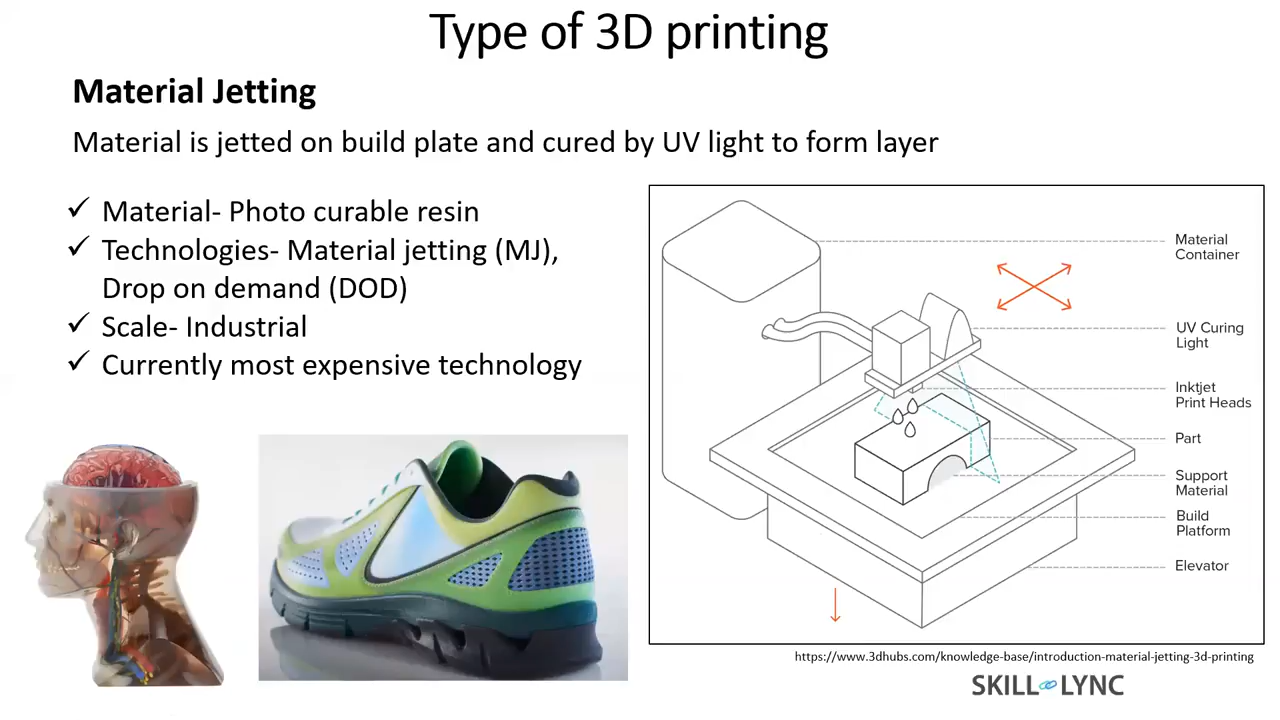 Type of 3D printing
Material Jetting
Material is jetted on build plate and cured by UV light to form layer
✓ Material- Photo curable resin
✓ Technologies- Material jetting (MJ),
Drop on demand (DOD)
✓ Scale- Industrial
✓ Currently most expensive technology
Material
Container
UV Curing
Light
Inktjet
Print Heads
Part
Support
Material
Build
Platform
Elevator
https://www.3dhubs.com/knowledge-base/introduction-material-jetting-3d-printing
SKILL LYNC